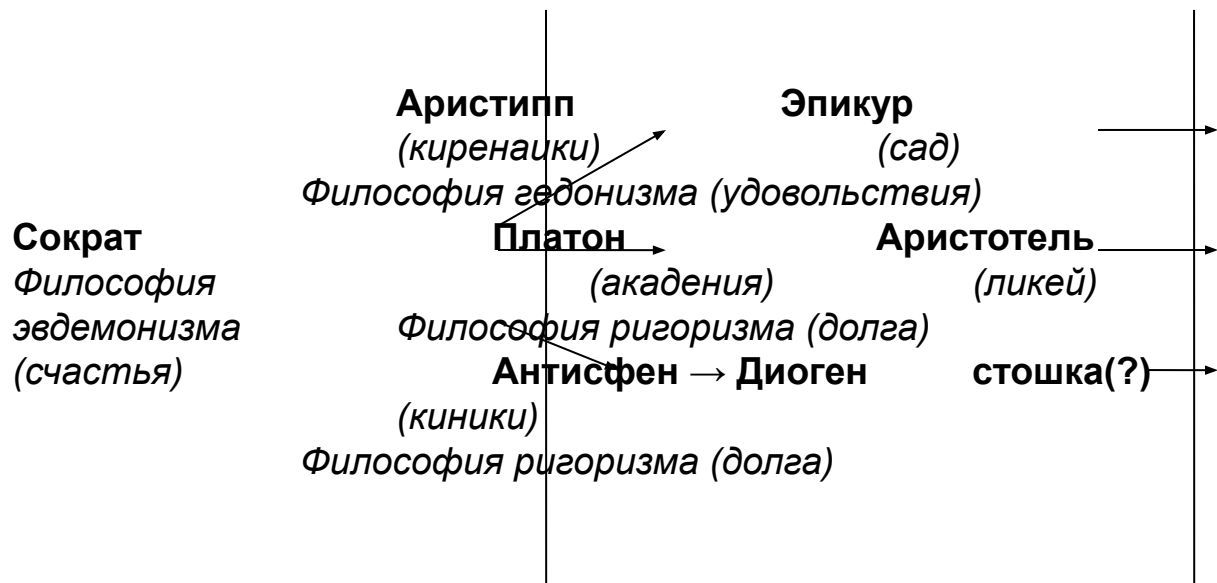 Аристипп Эпикур
(киренаики) (сад)
Философия гедонизма (удовольствия)
Сократ Платон Аристотель
Философия (акадения) (ликей)
эвдемонизма Философия ригоризма (долга)
(счастья) Антисфен → Диоген стошка(?)
(киники)
Философия ригоризма (долга)